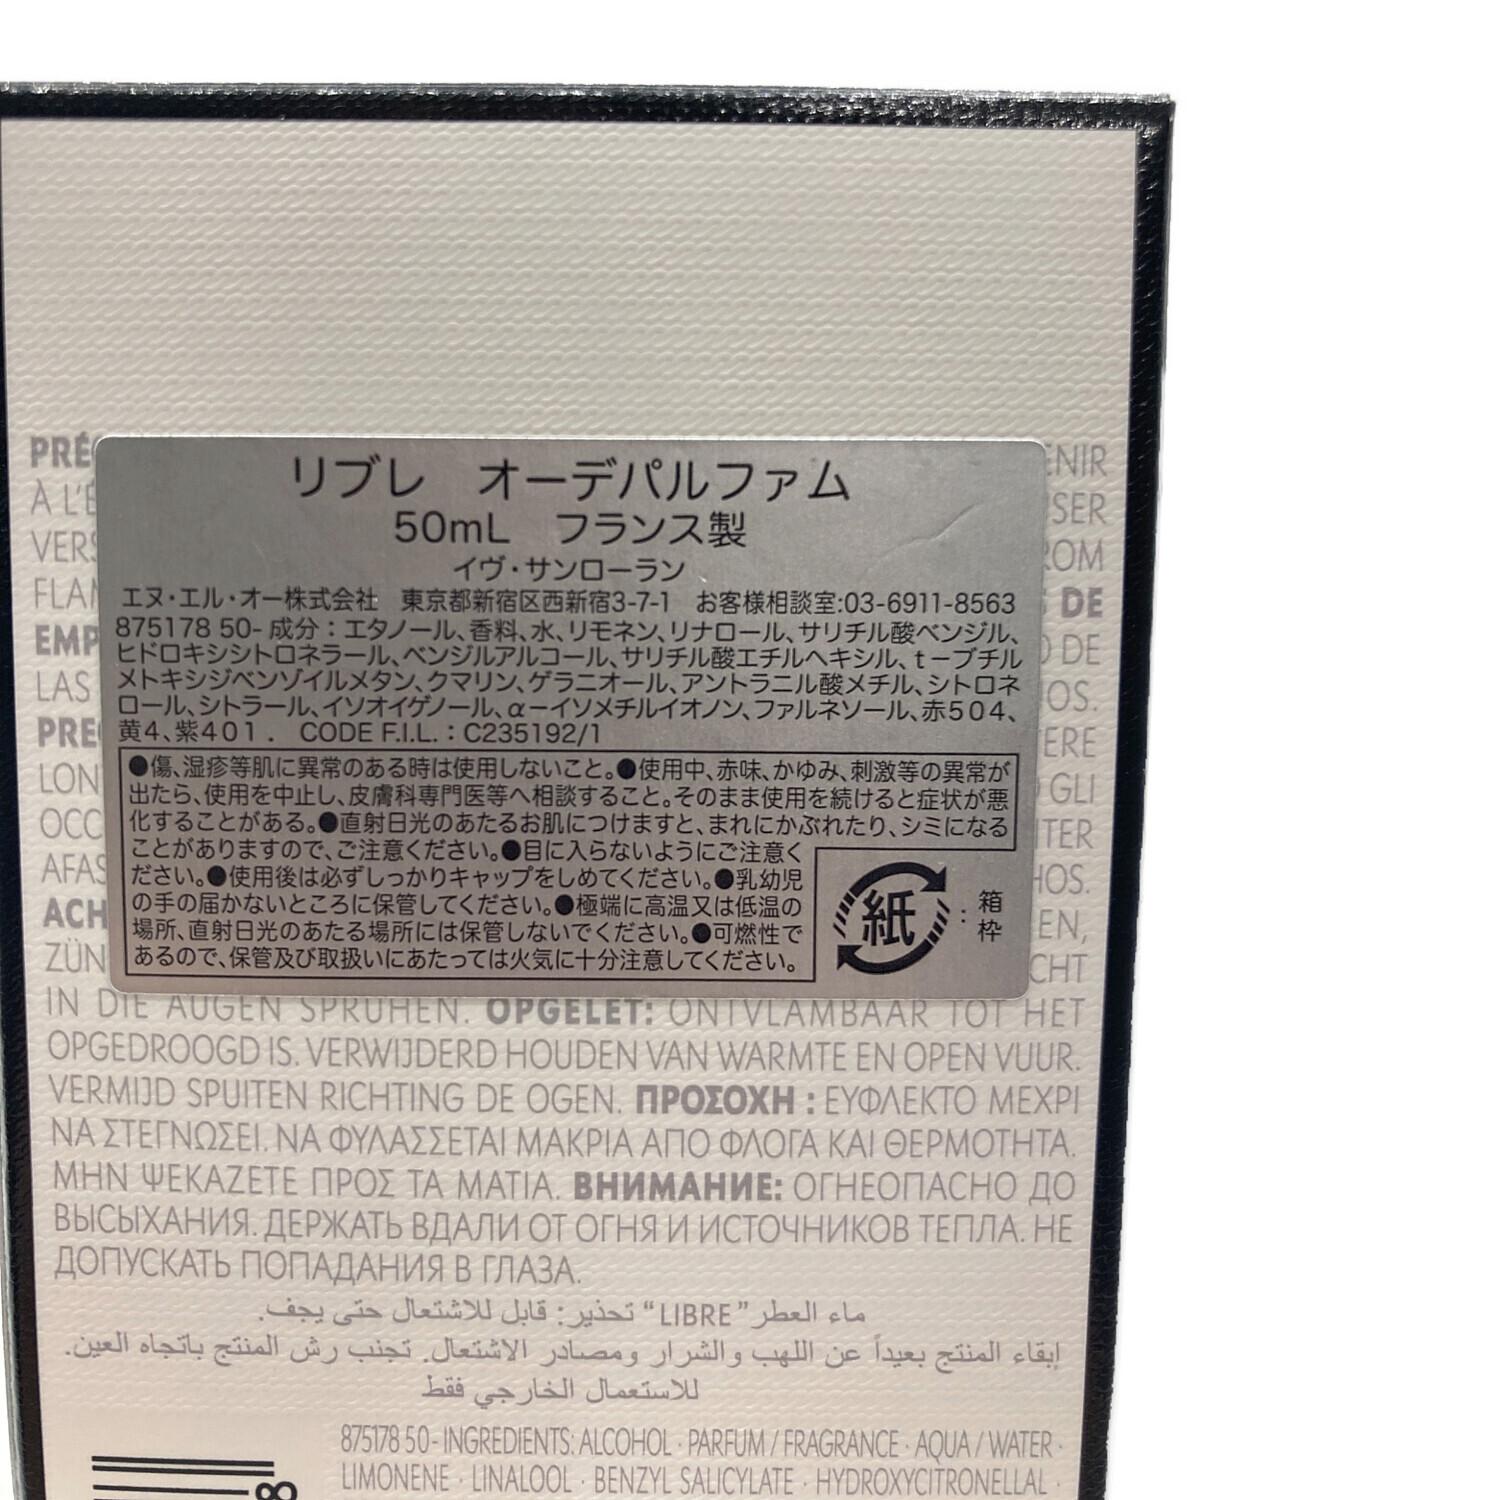 リブレ　オーデパルファム
50mL　フランス製
イヴ・サンローラン
エヌ・エル・オー株式会社　東京都新宿区西新宿3-7-1　お客様相談室:03-6911-8563
875178 50- 成分：エタノール、香料、水、リモネン、リナロール、サリチル酸ベンジル、
ヒドロキシシトロネラール、ベンジルアルコール、サリチル酸エチルヘキシル、t－ブチル
メトキシジベンゾイルメタン、クマリン、ゲラニオール、アントラニル酸メチル、シトロネ
ロール、シトラール、イソオイゲノール、α－イソメチルイオノン、ファルネソール、赤504、
黄4、紫401． CODE F.I.L.：C235192/1
●傷、湿疹等肌に異常のある時は使用しないこと。●使用中、赤味、かゆみ、刺激等の異常が
出たら、使用を中止し、皮膚科専門医等へ相談すること。そのまま使用を続けると症状が悪
化することがある。●直射日光のあたるお肌につけますと、まれにかぶれたり、シミになる
ことがありますので、ご注意ください。●目に入らないようにご注意く
ださい。●使用後は必ずしっかりキャップをしめてください。●乳幼児
の手の届かないところに保管してください。●極端に高温又は低温の
場所、直射日光のあたる場所には保管しないでください。●可燃性で
あるので、保管及び取扱いにあたっては火気に十分注意してください。
紙：箱
枠
À L'É
DE
EMP
DE
LAS
GLI
EN,
IN DIE AUGEN SPRÜHEN. OPGELET: ONTVLAMBAAR TOT HET
OPGEDROOGD IS. VERWIJDERD HOUDEN VAN WARMTE EN OPEN VUUR.
VERMIJD SPUITEN RICHTING DE OGEN. ΠΡΟΣΟΧΗ : ΕΥΦΛΕΚΤΟ ΜΕΧΡΙ
ΝΑ ΣΤΕΓΝΩΣΕΙ. ΝΑ ΦΥΛΑΣΣΕΤΑΙ ΜΑΚΡΙΑ ΑΠΟ ΦΛΟΓΑ ΚΑΙ ΘΕΡΜΟΤΗΤΑ.
ΜΗΝ ΨΕΚΑΖΕΤΕ ΠΡΟΣ ΤΑ ΜΑΤΙΑ. ВНИМАНИЕ: ОГНЕОПАСНО ДО
ВЫСЫХАНИЯ. ДЕРЖАТЬ ВДАЛИ ОТ ОГНЯ И ИСТОЧНИКОВ ТЕПЛА. НЕ
ДОПУСКАТЬ ПОПАДАНИЯ В ГЛАЗА.
ماء العطر "LIBRE" تحذير: قابل للاشتعال حتى يجف.
إبقاء المنتج بعيداً عن اللهب والشرار ومصادر الاشتعال. تجنب رش المنتج باتجاه العين.
للاستعمال الخارجي فقط
875178 50 - INGREDIENTS: ALCOHOL · PARFUM / FRAGRANCE · AQUA / WATER ·
LIMONENE · LINALOOL · BENZYL SALICYLATE · HYDROXYCITRONELLAL ·
8